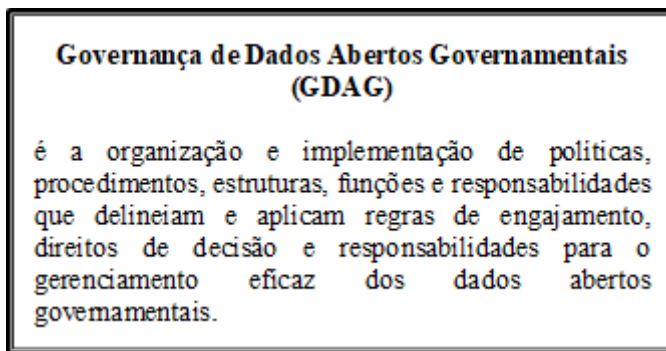 Governança de Dados Abertos Governamentais
(GDAG)
é a organização e implementação de políticas,
procedimentos, estruturas, funções e responsabilidades
que delineiam e aplicam regras de engajamento,
direitos de decisão e responsabilidades para o
gerenciamento eficaz dos dados abertos
governamentais.